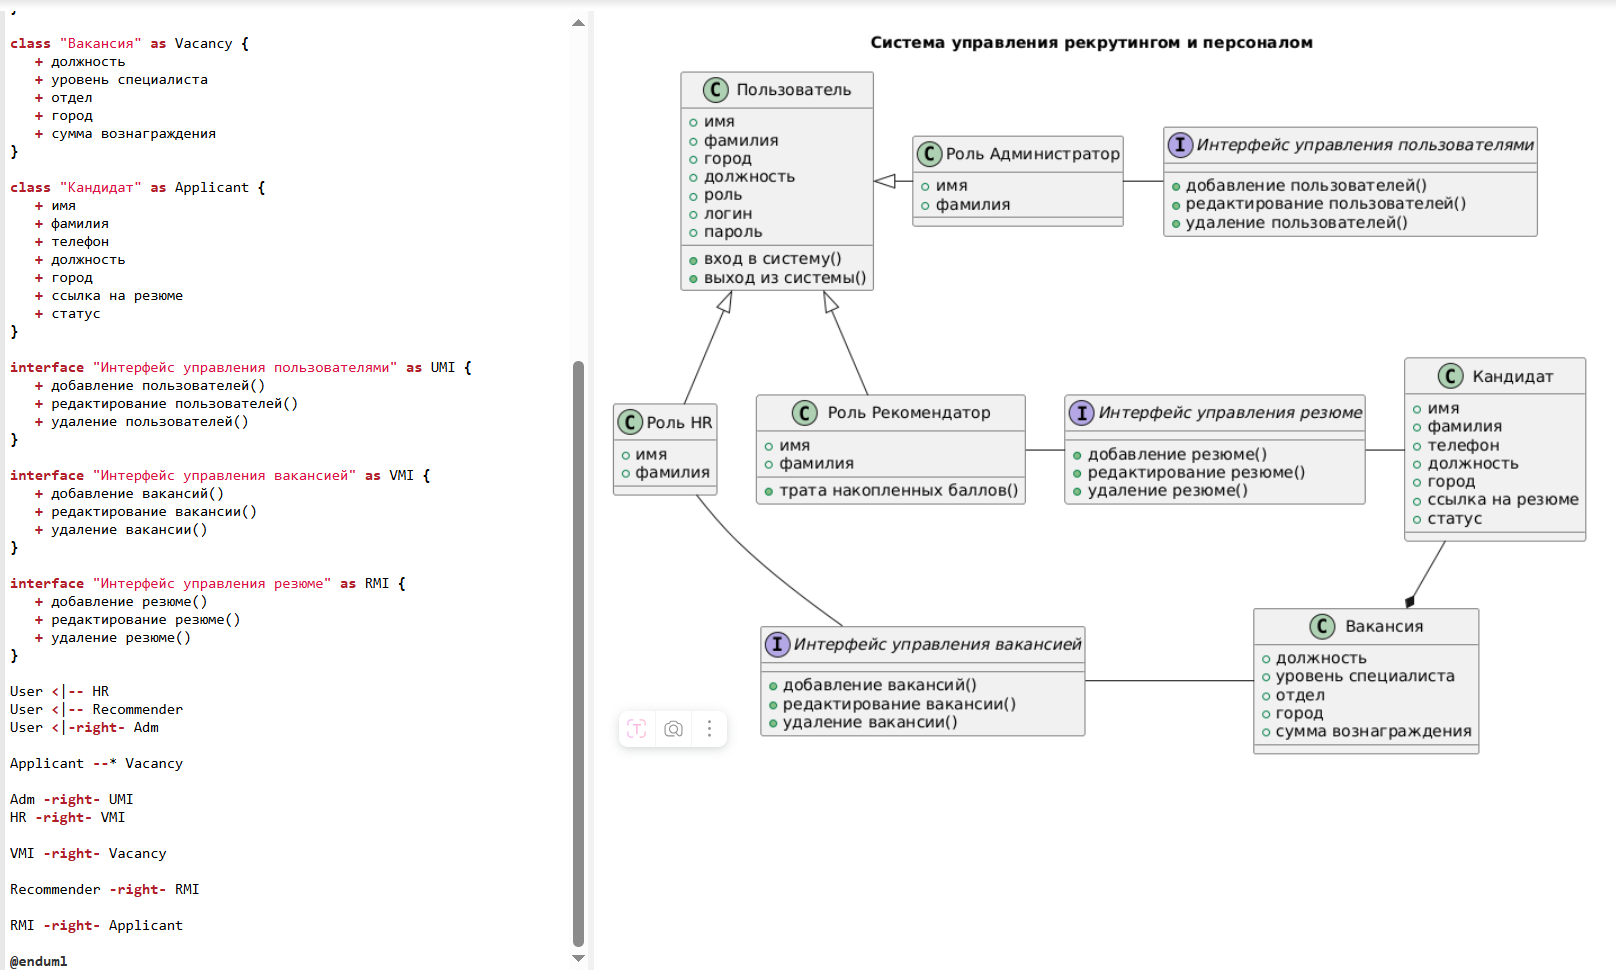 }
class "Вакансия" as Vacancy {
+ должность
+ уровень специалиста
+ отдел
+ город
+ сумма вознаграждения
}
class "Кандидат" as Applicant {
+ имя
+ фамилия
+ телефон
+ должность
+ город
+ ссылка на резюме
+ статус
}
interface "Интерфейс управления пользователями" as UMI {
+ добавление пользователей()
+ редактирование пользователей()
+ удаление пользователей()
}
interface "Интерфейс управления вакансией" as VMI {
+ добавление вакансий()
+ редактирование вакансии()
+ удаление вакансии()
}
interface "Интерфейс управления резюме" as RMI {
+ добавление резюме()
+ редактирование резюме()
+ удаление резюме()
}
User <|-- HR
User <|-- Recommender
User <|-right- Adm
Applicant --* Vacancy
Adm -right- UMI
HR -right- VMI
VMI -right- Vacancy
Recommender -right- RMI
RMI -right- Applicant
@enduml
Система управления рекрутингом и персоналом
C Пользователь
имя
фамилия
город
должность
роль
логин
пароль
вход в систему()
выход из системы()
C Роль Администратор
имя
фамилия
I Интерфейс управления пользователями
добавление пользователей()
редактирование пользователей()
удаление пользователей()
C Роль HR
имя
фамилия
C Роль Рекомендатор
имя
фамилия
трата накопленных баллов()
I Интерфейс управления резюме
добавление резюме()
редактирование резюме()
удаление резюме()
C Кандидат
имя
фамилия
телефон
должность
город
ссылка на резюме
статус
I Интерфейс управления вакансией
добавление вакансий()
редактирование вакансии()
удаление вакансии()
C Вакансия
должность
уровень специалиста
отдел
город
сумма вознаграждения